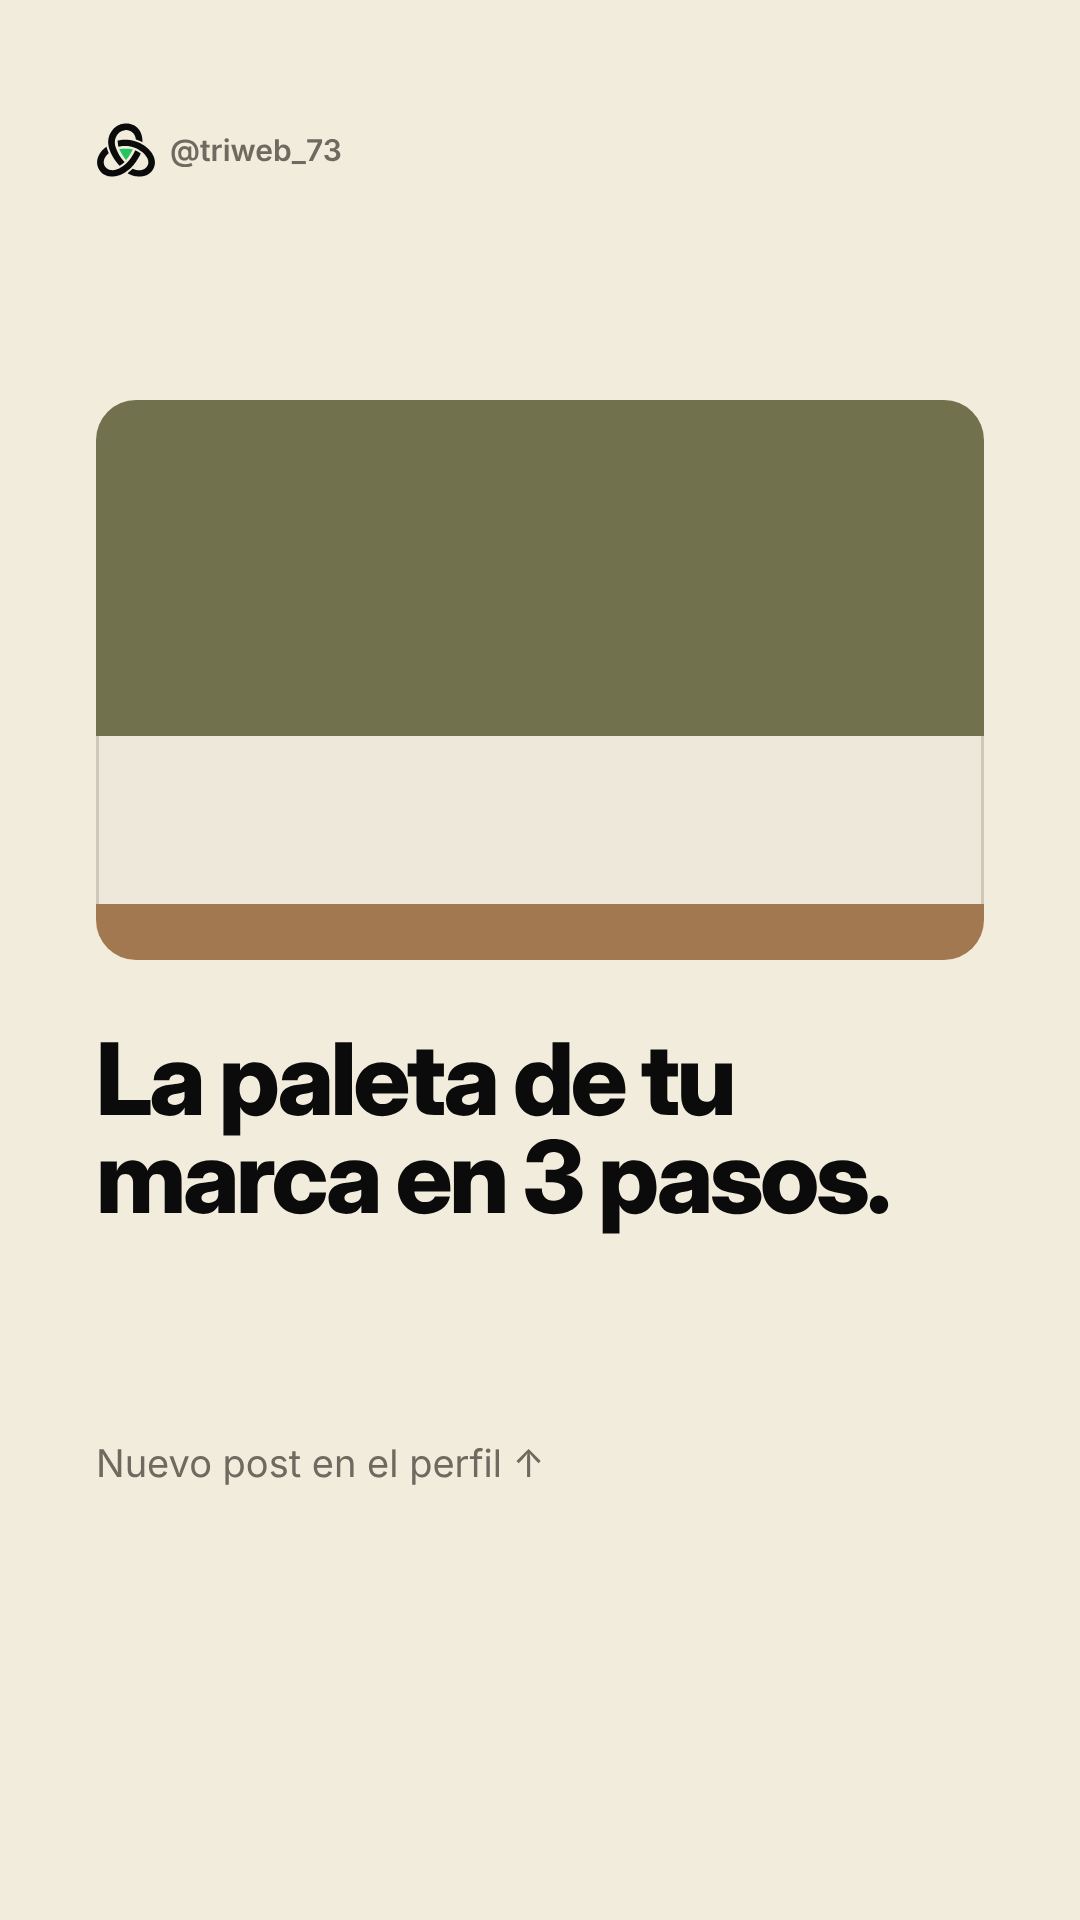 @triweb_73
La paleta de tu
marca en 3 pasos.
Nuevo post en el perfil ↑